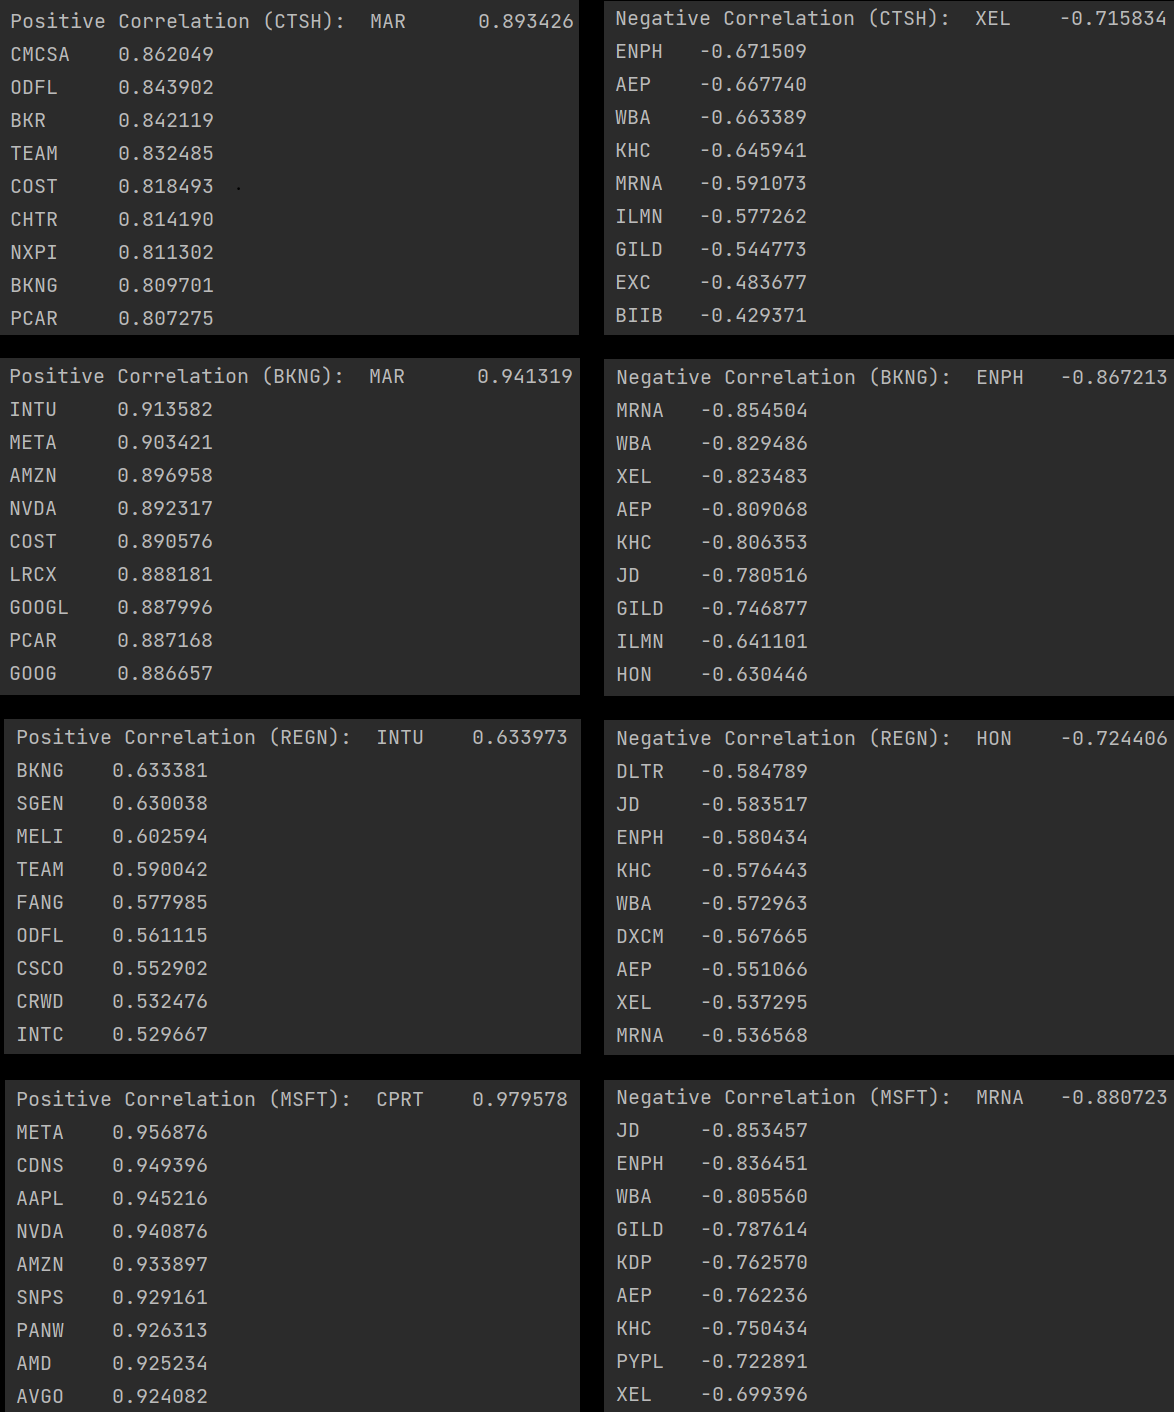 Positive Correlation (CTSH): MAR 0.893426
CMCSA 0.862049
ODFL 0.843902
BKR 0.842119
TEAM 0.832485
COST 0.818493
CHTR 0.814190
NXPI 0.811302
BKNG 0.809701
PCAR 0.807275
Negative Correlation (CTSH): XEL -0.715834
ENPH -0.671509
AEP -0.667740
WBA -0.663389
KHC -0.645941
MRNA -0.591073
ILMN -0.577262
GILD -0.544773
EXC -0.483677
BIIB -0.429371
Positive Correlation (BKNG): MAR 0.941319
INTU 0.913582
META 0.903421
AMZN 0.896958
NVDA 0.892317
COST 0.890576
LRCX 0.888181
GOOGL 0.887996
PCAR 0.887168
GOOG 0.886657
Negative Correlation (BKNG): ENPH -0.867213
MRNA -0.854504
WBA -0.829486
XEL -0.823483
AEP -0.809068
KHC -0.806353
JD -0.780516
GILD -0.746877
ILMN -0.641101
HON -0.630446
Positive Correlation (REGN): INTU 0.633973
BKNG 0.633381
SGEN 0.630038
MELI 0.602594
TEAM 0.590042
FANG 0.577985
ODFL 0.561115
CSCO 0.552902
CRWD 0.532476
INTC 0.529667
Negative Correlation (REGN): HON -0.724406
DLTR -0.584789
JD -0.583517
ENPH -0.580434
KHC -0.576443
WBA -0.572963
DXCM -0.567665
AEP -0.551066
XEL -0.537295
MRNA -0.536568
Positive Correlation (MSFT): CPRT 0.979578
META 0.956876
CDNS 0.949396
AAPL 0.945216
NVDA 0.940876
AMZN 0.933897
SNPS 0.929161
PANW 0.926313
AMD 0.925234
AVGO 0.924082
Negative Correlation (MSFT): MRNA -0.880723
JD -0.853457
ENPH -0.836451
WBA -0.805560
GILD -0.787614
KDP -0.762570
AEP -0.762236
KHC -0.750434
PYPL -0.722891
XEL -0.699396